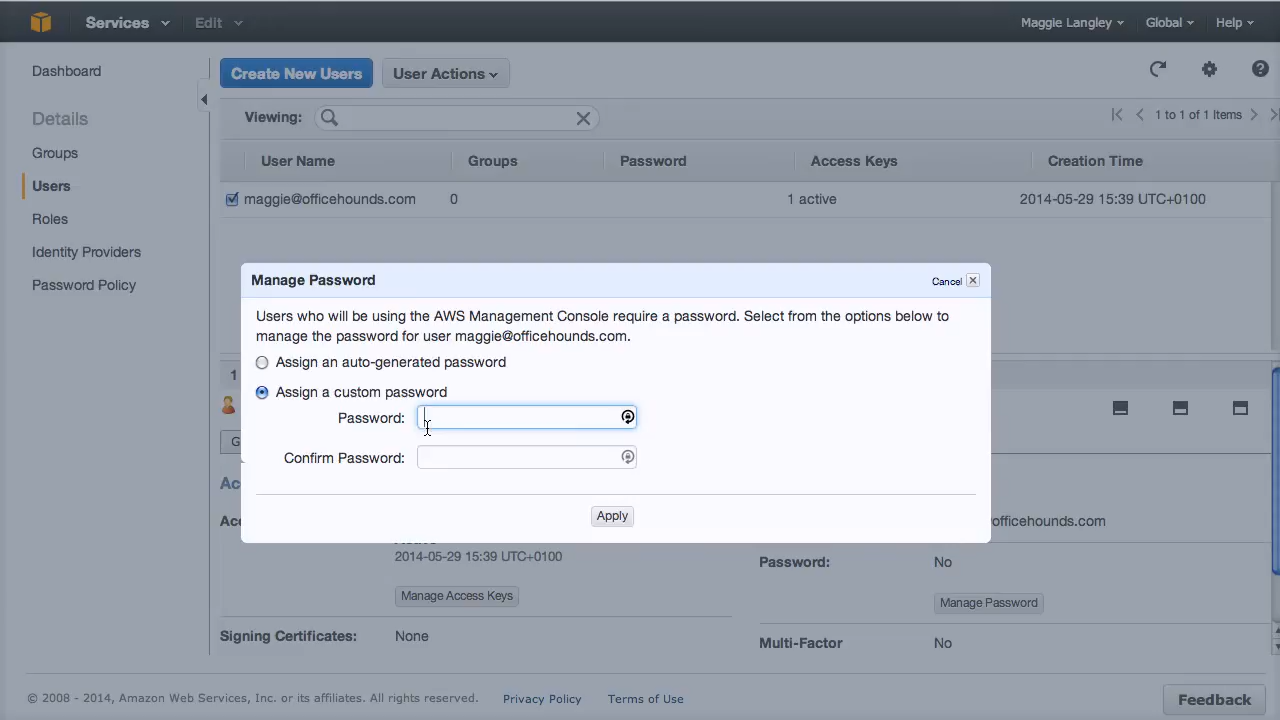 Services Edit Maggie Langley Global Help
Dashboard
Create New Users User Actions
Details
Viewing: 1 to 1 of 1 Items
Groups
User Name Groups Password Access Keys Creation Time
Users
maggie@officehounds.com 0 1 active 2014-05-29 15:39 UTC+0100
Roles
Identity Providers
Password Policy
Manage Password Cancel
Users who will be using the AWS Management Console require a password. Select from the options below to
manage the password for user maggie@officehounds.com.
Assign an auto-generated password
1
Assign a custom password
Password:
G
Confirm Password:
Ac
Apply
Acc officehounds.com
2014-05-29 15:39 UTC+0100
Password: No
Manage Access Keys Manage Password
Signing Certificates: None
Multi-Factor No
© 2008 - 2014, Amazon Web Services, Inc. or its affiliates. All rights reserved. Privacy Policy Terms of Use Feedback